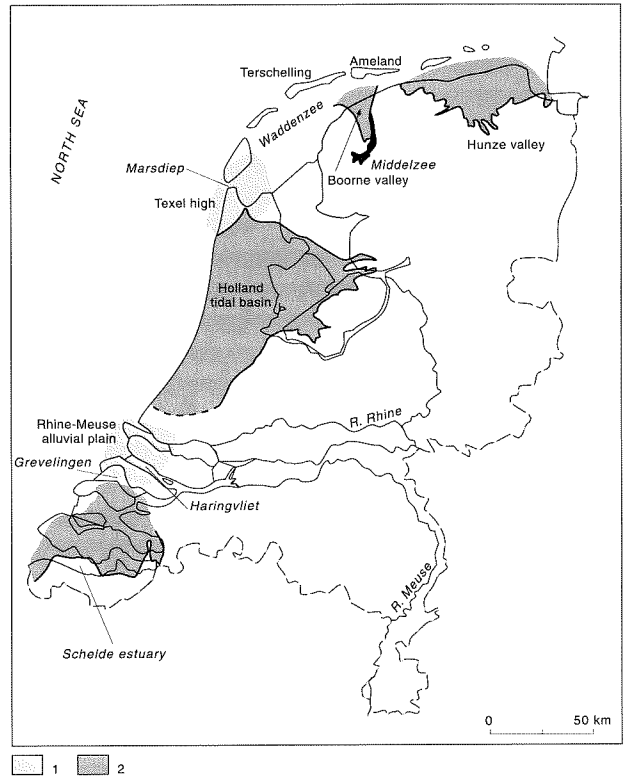 Ameland
Terschelling
NORTH SEA
Waddenzee
Hunze valley
Marsdiep
Middelzee
Boorne valley
Texel high
Holland
tidal basin
R. Rhine
Rhine-Meuse
alluvial plain
Grevelingen
Haringvliet
R. Meuse
Schelde estuary
0 50 km
1 2